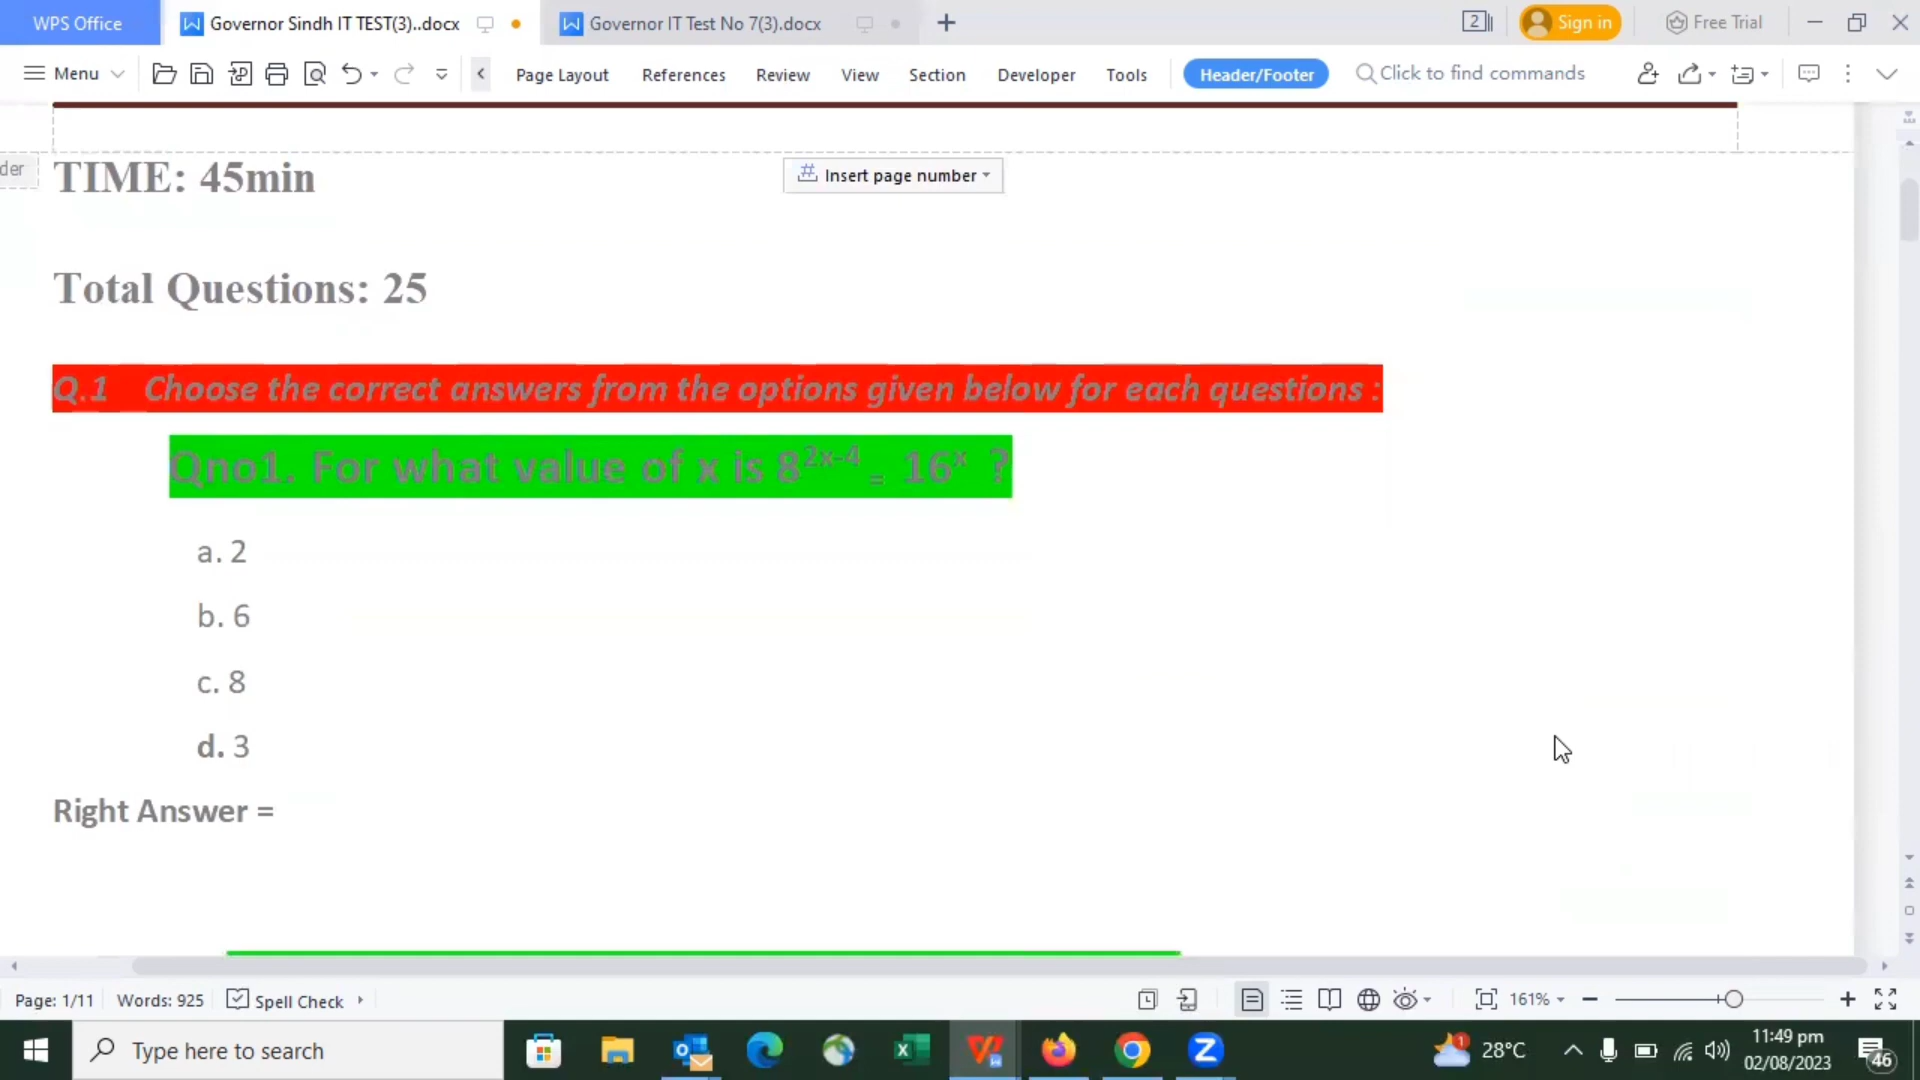 WPS Office
Governor Sindh IT TEST(3)..docx
Governor IT Test No 7(3).docx
2
Sign in
Free Trial
Menu
Page Layout
References
Review
View
Section
Developer
Tools
Header/Footer
Click to find commands
der
TIME: 45min
Insert page number
Total Questions: 25
Q.1 Choose the correct answers from the options given below for each questions :
Qno1. For what value of x is 8²ˣ⁻⁴ = 16ˣ ?
a. 2
b. 6
c. 8
d. 3
Right Answer =
Page: 1/11
Words: 925
Spell Check
161%
Type here to search
1
28°C
11:49 pm
02/08/2023
46